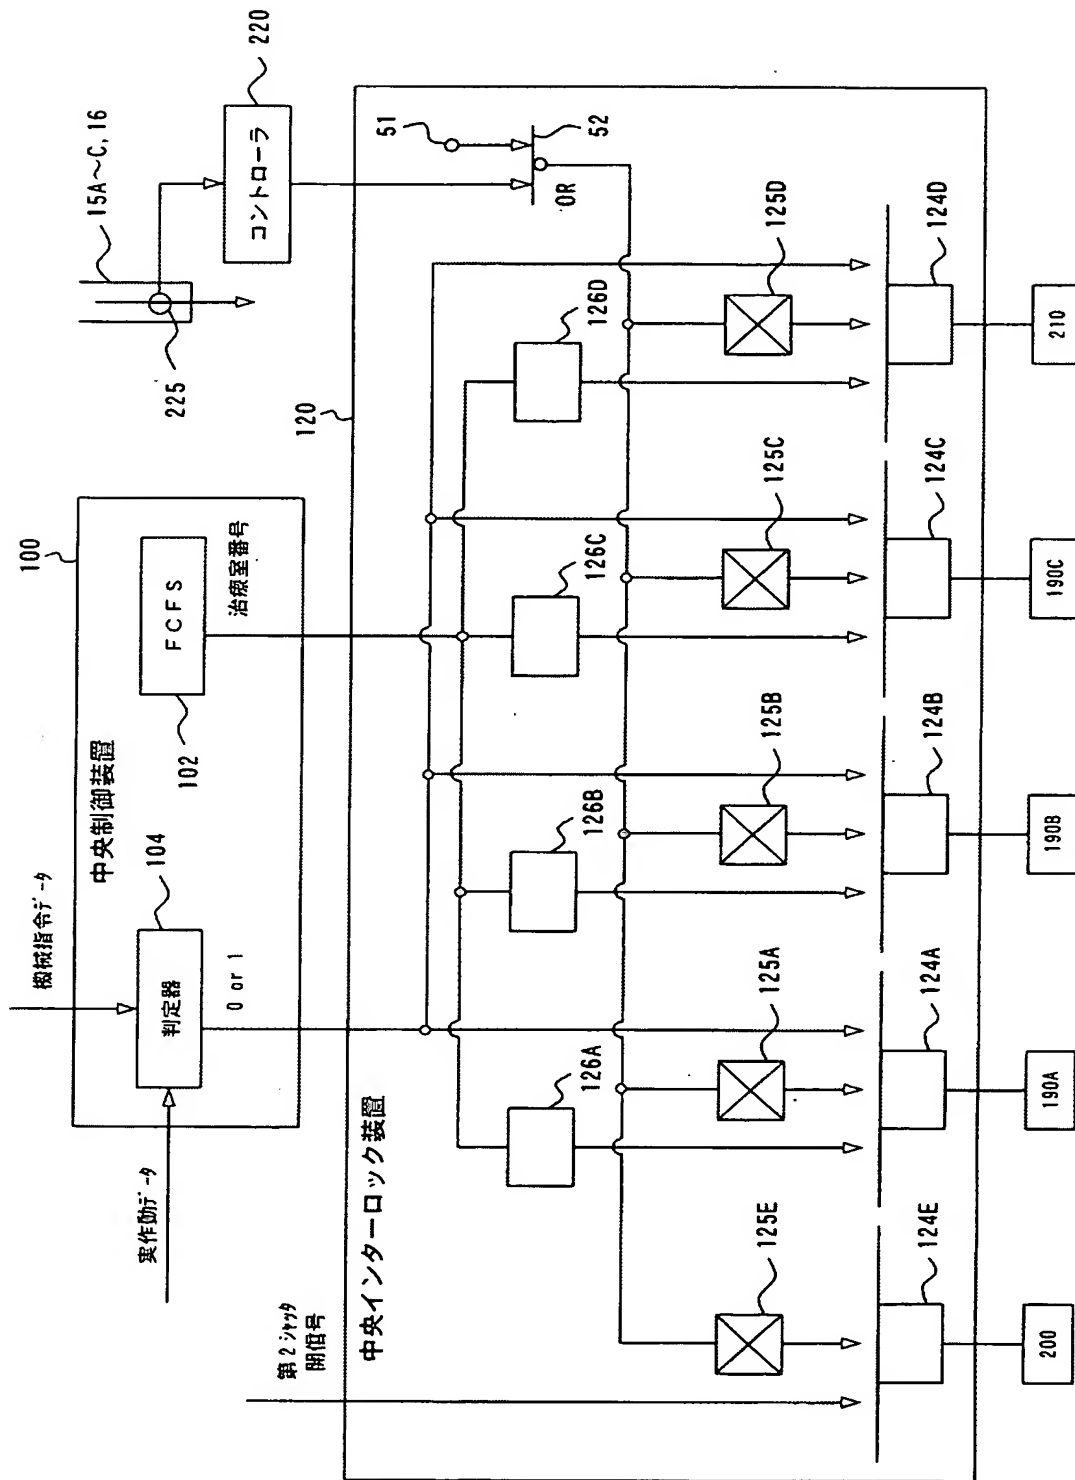 機械指令データ
実作動データ
中央制御装置
100
判定器
104
0 or 1
FCFS
102
治療室番号
225
15A～C, 16
コントローラ
220
120
51
52
OR
中央インターロック装置
第2シャッタ
開信号
126A
126B
126C
126D
125E
125A
125B
125C
125D
124E
124A
124B
124C
124D
200
190A
190B
190C
210